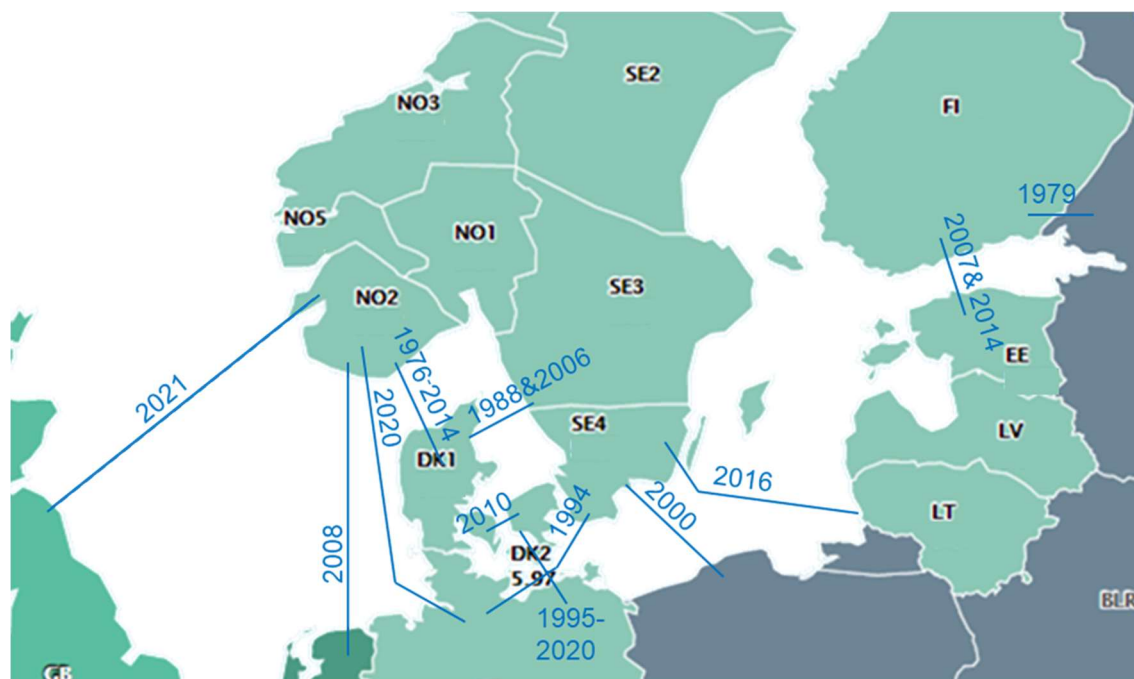 SE2
NO3
FI
1979
NO5
NO1
2007& 2014
SE3
NO2
EE
1976-2014
1988&2006
2021
2020
SE4
LV
DK1
2016
2010
1994
2000
LT
2008
DK2
5.97
BLR
1995-
2020
GB